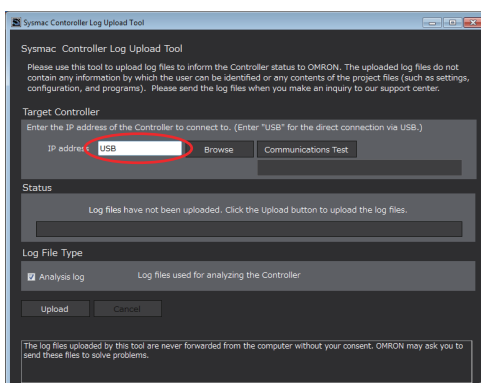 Sysmac Contoroller Log Upload Tool
Sysmac Controller Log Upload Tool
Please use this tool to upload log files to inform the Controller status to OMRON. The uploaded log files do not
contain any information by which the user can be identified or any contents of the project files (such as settings,
configuration, and programs). Please send the log files when you make an inquiry to our support center.
Target Controller
Enter the IP address of the Controller to connect to. (Enter "USB" for the direct connection via USB.)
IP address USB Browse Communications Test
Status
Log files have not been uploaded. Click the Upload button to upload the log files.
Log File Type
Analysis log Log files used for analyzing the Controller
Upload Cancel
The log files uploaded by this tool are never forwarded from the computer without your consent. OMRON may ask you to
send these files to solve problems.